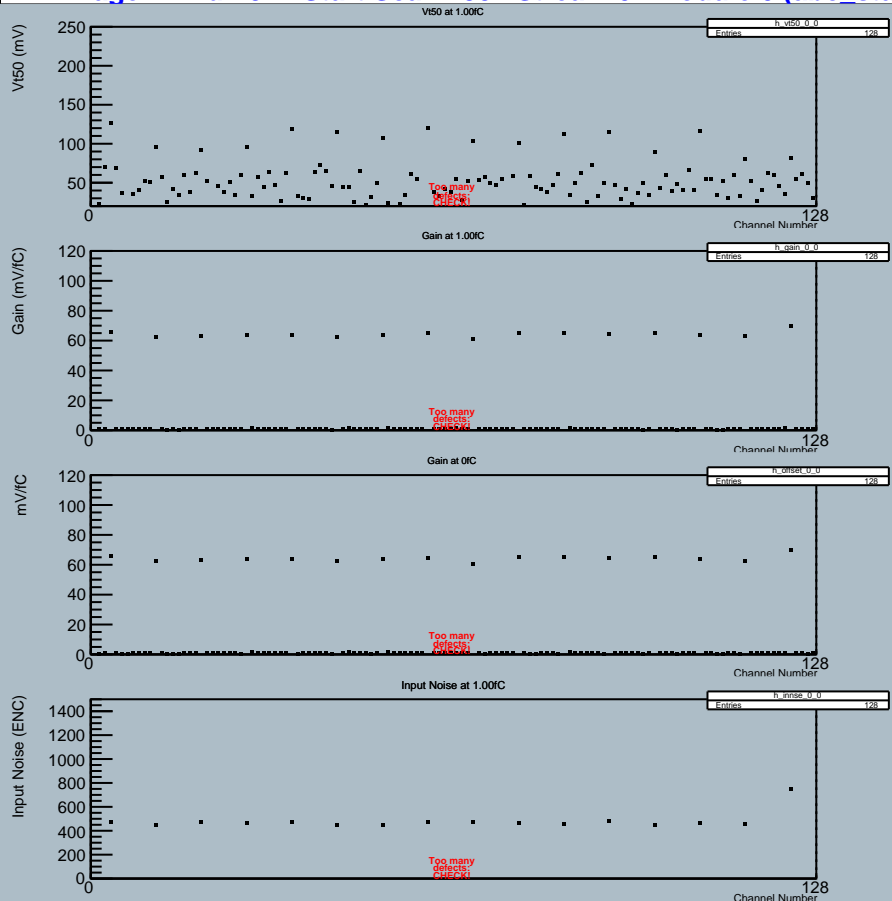 Vt50 at 1.00fC
h_vt50_0_0
Entries 128
Vt50 (mV)
250
200
150
100
50
0
128
Too many
defects:
CHECK!
Channel Number
Gain at 1.00fC
h_gain_0_0
Entries 128
Gain (mV/fC)
120
100
80
60
40
20
0
0
128
Too many
defects:
CHECK!
Channel Number
Gain at 0fC
h_offset_0_0
Entries 128
mV/fC
120
100
80
60
40
20
0
0
128
Too many
defects:
CHECK!
Channel Number
Input Noise at 1.00fC
h_innse_0_0
Entries 128
Input Noise (ENC)
1400
1200
1000
800
600
400
200
0
0
128
Too many
defects:
CHECK!
Channel Number